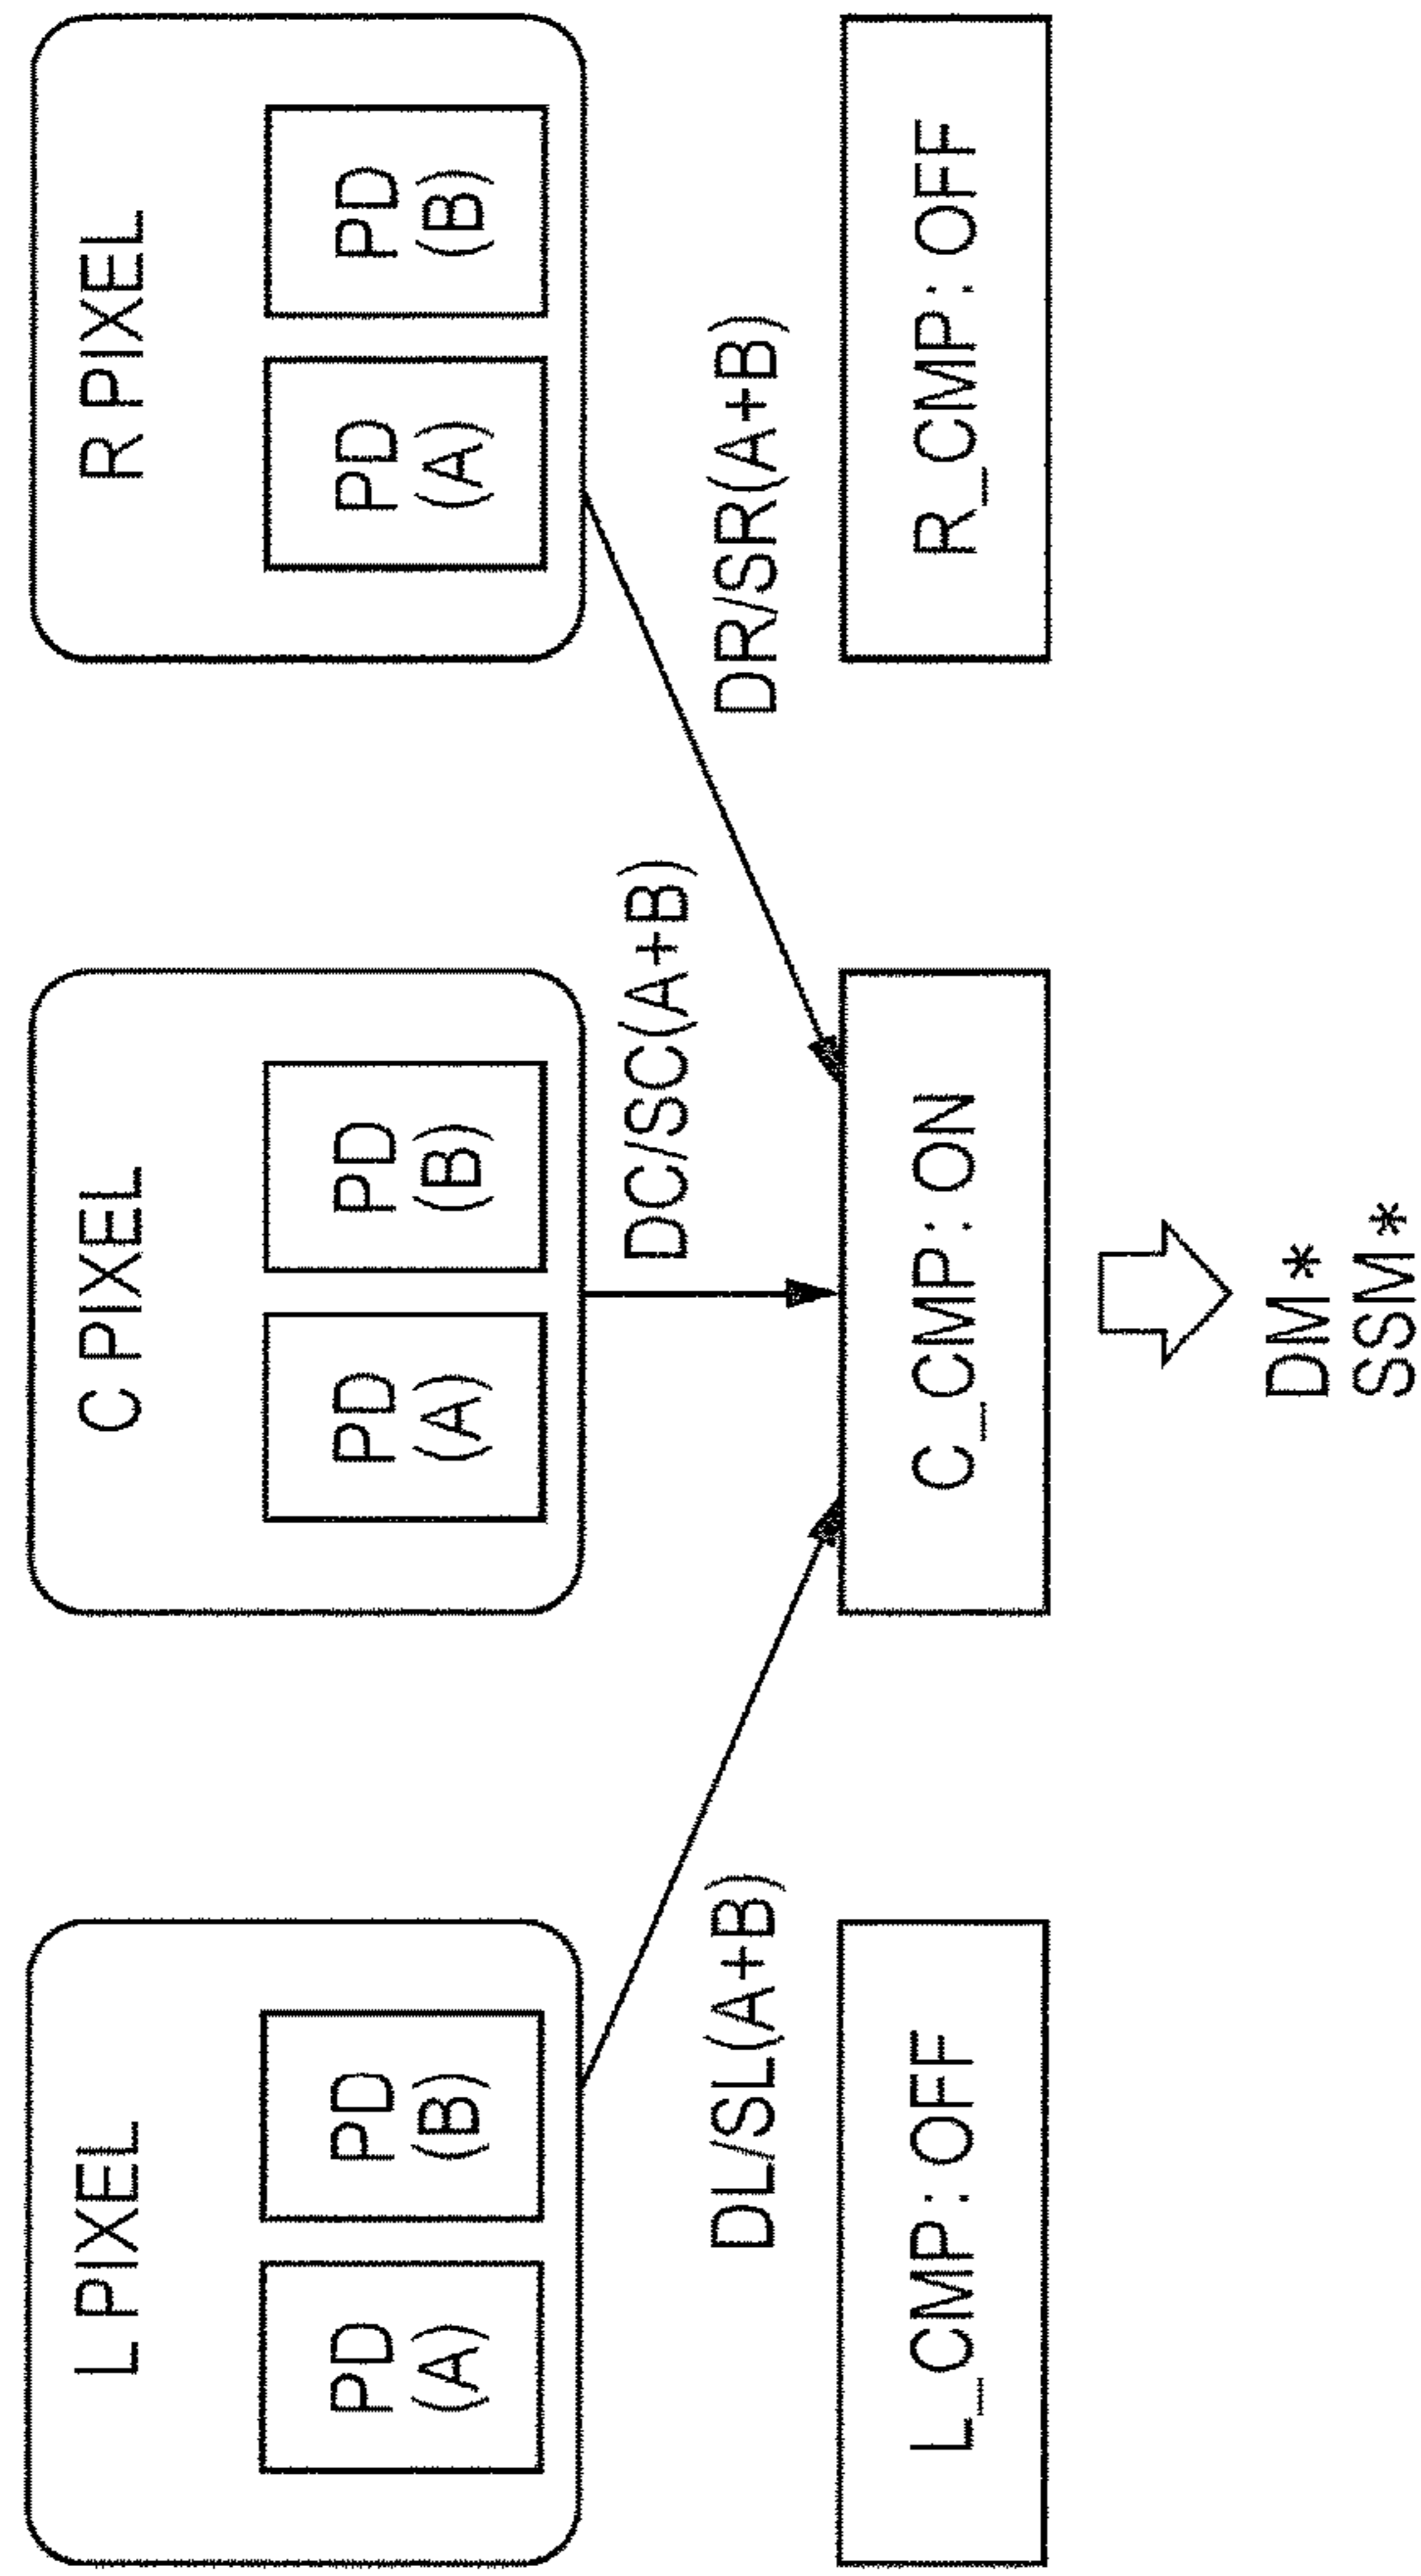 L PIXEL
PD
(A)
PD
(B)
C PIXEL
PD
(A)
PD
(B)
R PIXEL
PD
(A)
PD
(B)
DL/SL(A+B)
DC/SC(A+B)
DR/SR(A+B)
L_CMP: OFF
C_CMP: ON
R_CMP: OFF
DM*
SSM*